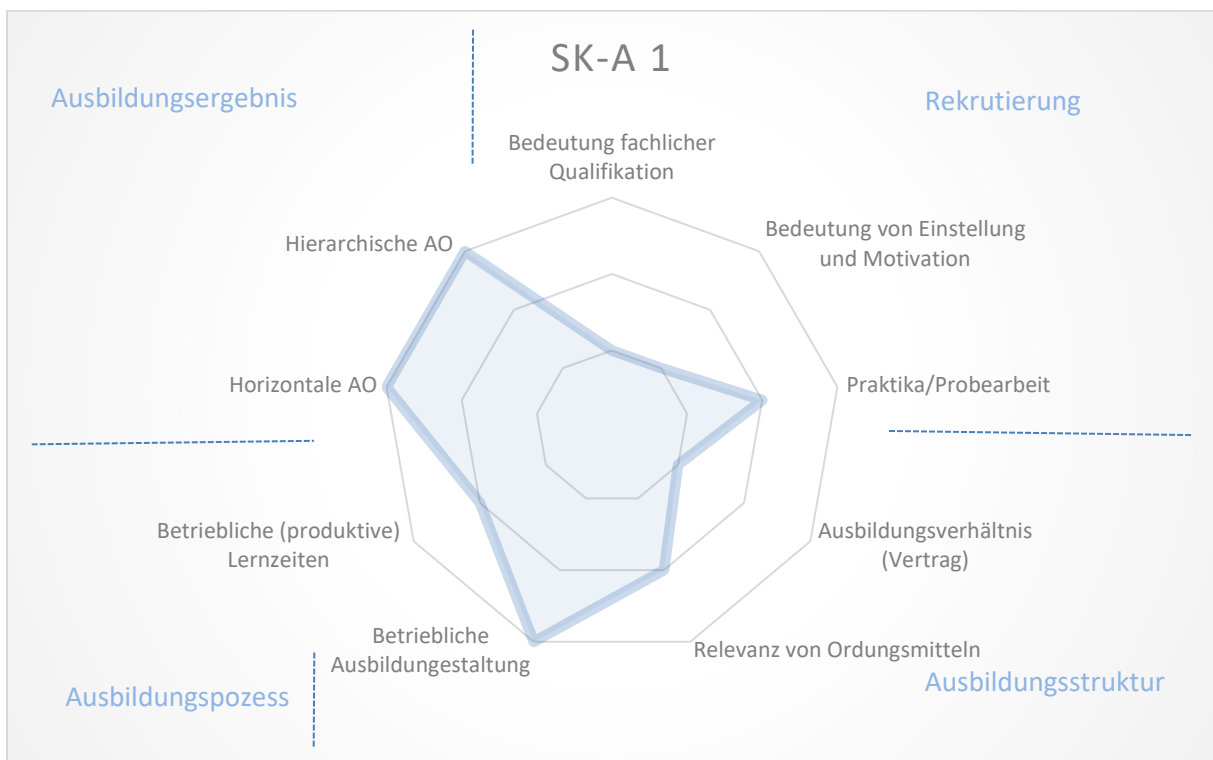 SK-A 1
Ausbildungsergebnis
Rekrutierung
Bedeutung fachlicher
Qualifikation
Bedeutung von Einstellung
und Motivation
Hierarchische AO
Horizontale AO
Praktika/Probearbeit
Betriebliche (produktive)
Lernzeiten
Ausbildungsverhältnis
(Vertrag)
Betriebliche
Ausbildungestaltung
Relevanz von Ordungsmitteln
Ausbildungspozess
Ausbildungsstruktur